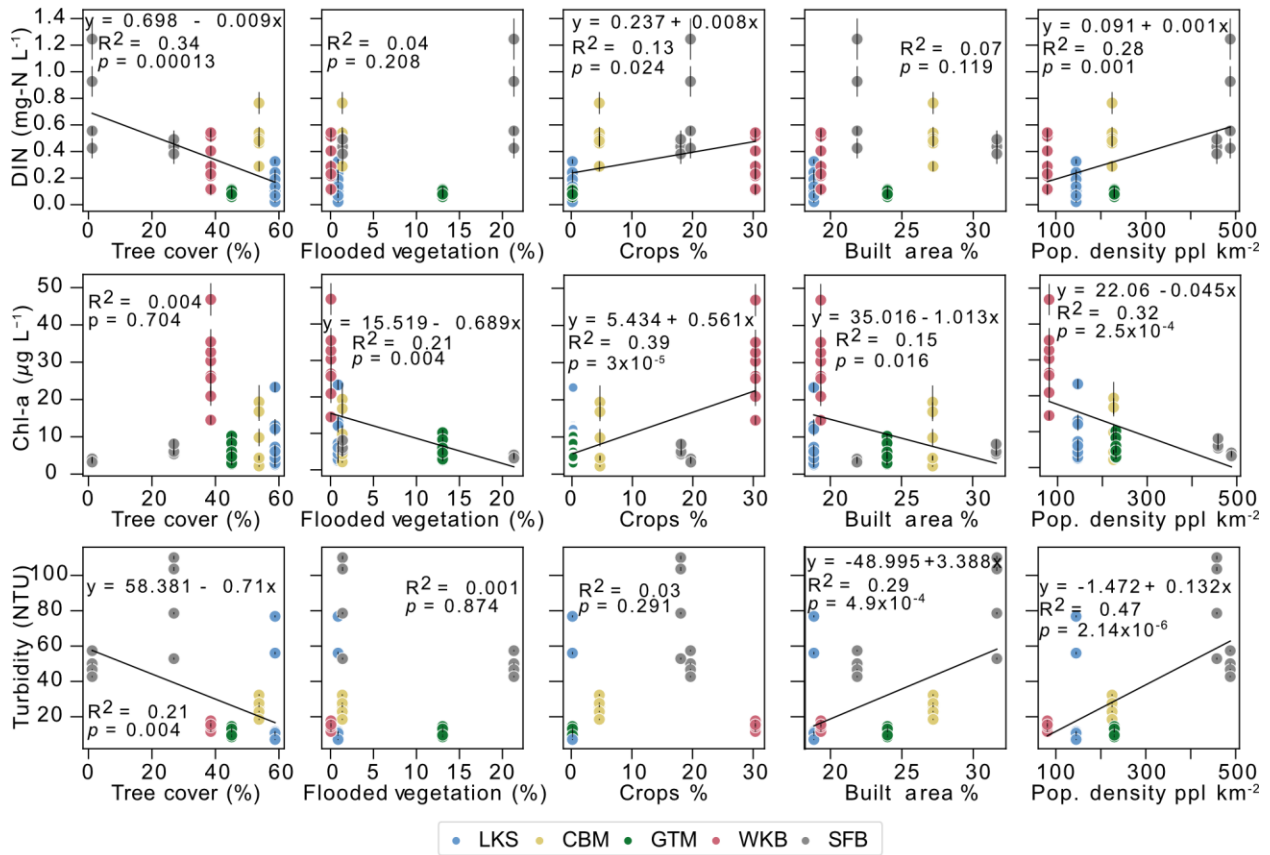 y = 0.698 - 0.009x
R2 = 0.34
p = 0.00013
R2 = 0.04
p = 0.208
y = 0.237 + 0.008x
R2 = 0.13
p = 0.024
R2 = 0.07
p = 0.119
y = 0.091 + 0.001x
R2 = 0.28
p = 0.001
DIN (mg-N L-1)
1.4
1.2
1.0
0.8
0.6
0.4
0.2
0.0
0 20 40 60
Tree cover (%)
0 5 10 15 20
Flooded vegetation (%)
0 10 20 30
Crops %
20 25 30
Built area %
100 300 500
Pop. density ppl km-2
R2 = 0.004
p = 0.704
y = 15.519 - 0.689x
R2 = 0.21
p = 0.004
y = 5.434 + 0.561x
R2 = 0.39
p = 3x10-5
y = 35.016 - 1.013x
R2 = 0.15
p = 0.016
y = 22.06 - 0.045x
R2 = 0.32
p = 2.5x10-4
Chl-a (μg L-1)
50
40
30
20
10
0
0 20 40 60
Tree cover (%)
0 5 10 15 20
Flooded vegetation (%)
0 10 20 30
Crops %
20 25 30
Built area %
100 300 500
Pop. density ppl km-2
y = 58.381 - 0.71x
R2 = 0.21
p = 0.004
R2 = 0.001
p = 0.874
R2 = 0.03
p = 0.291
y = -48.995 + 3.388x
R2 = 0.29
p = 4.9x10-4
y = -1.472 + 0.132x
R2 = 0.47
p = 2.14x10-6
Turbidity (NTU)
100
80
60
40
20
0 20 40 60
Tree cover (%)
0 5 10 15 20
Flooded vegetation (%)
0 10 20 30
Crops %
20 25 30
Built area %
100 300 500
Pop. density ppl km-2
LKS CBM GTM WKB SFB